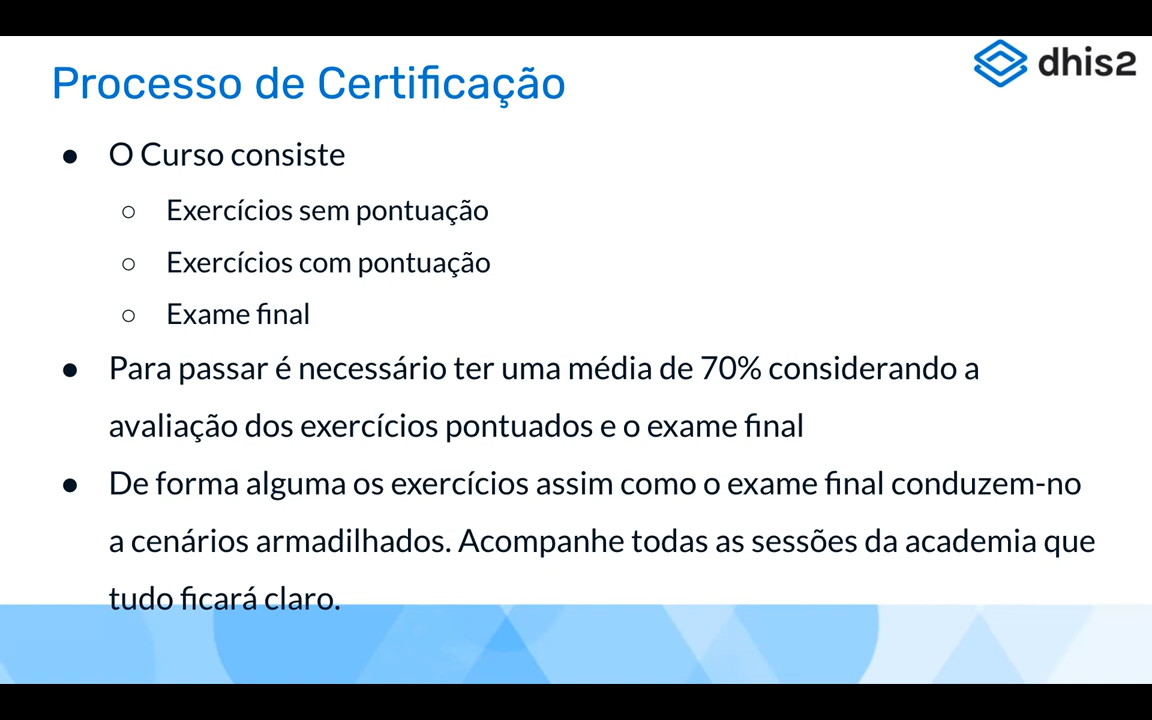 dhis2
Processo de Certificação
● O Curso consiste
○ Exercícios sem pontuação
○ Exercícios com pontuação
○ Exame final
● Para passar é necessário ter uma média de 70% considerando a
avaliação dos exercícios pontuados e o exame final
● De forma alguma os exercícios assim como o exame final conduzem-no
a cenários armadilhados. Acompanhe todas as sessões da academia que
tudo ficará claro.